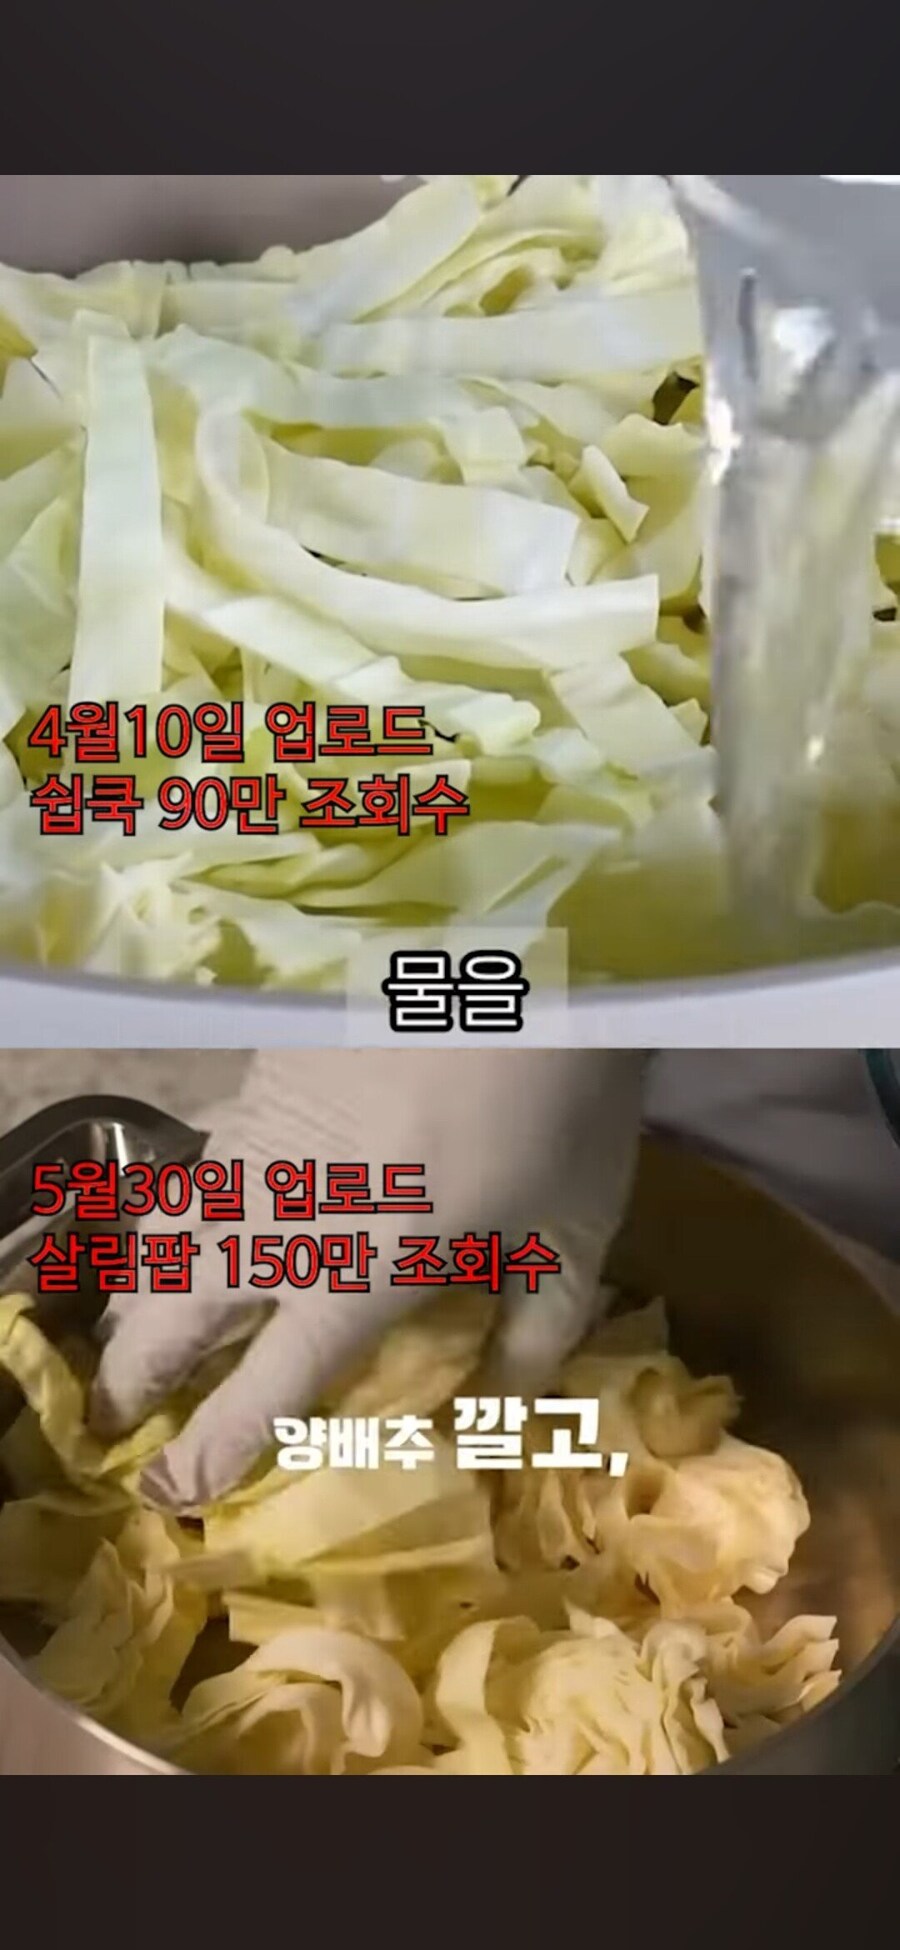 4월10일 업로드
쉽쿡 90만 조회수
물을
5월30일 업로드
살림팝 150만 조회수
양배추 깔고,